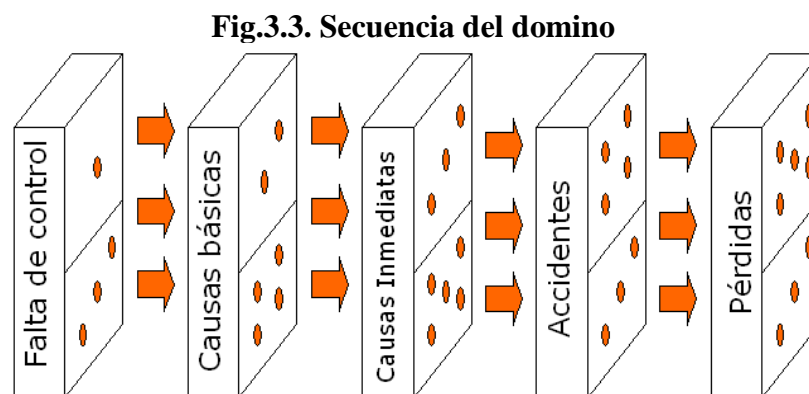 Fig.3.3. Secuencia del domino
Falta de control
Causas básicas
Causas Inmediatas
Accidentes
Pérdidas